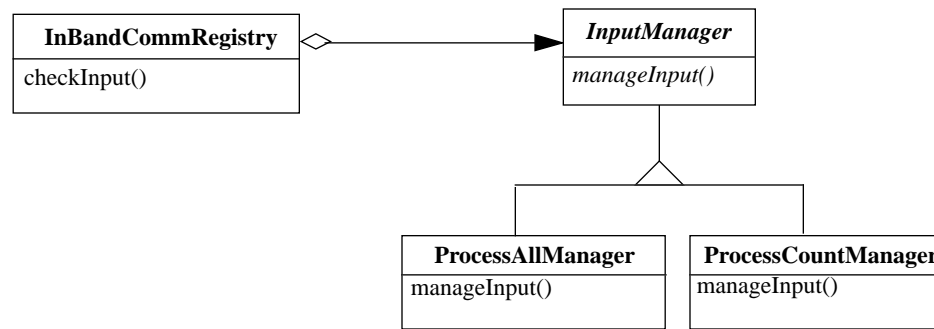 InBandCommRegistry
checkInput()
InputManager
manageInput()
ProcessAllManager
manageInput()
ProcessCountManager
manageInput()